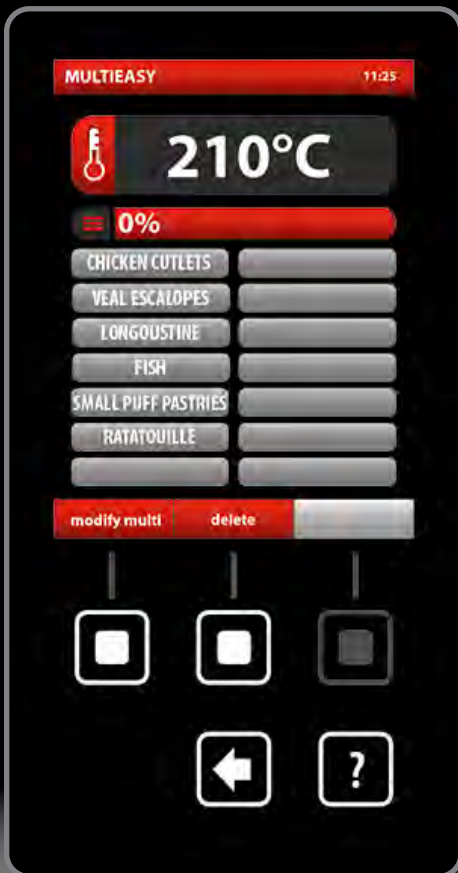 MULTIEASY 11:25
210°C
0%
CHICKEN CUTLETS
VEAL ESCALOPES
LONGOUSTINE
FISH
SMALL PUFF PASTRIES
RATATOUILLE
modify multi delete
?